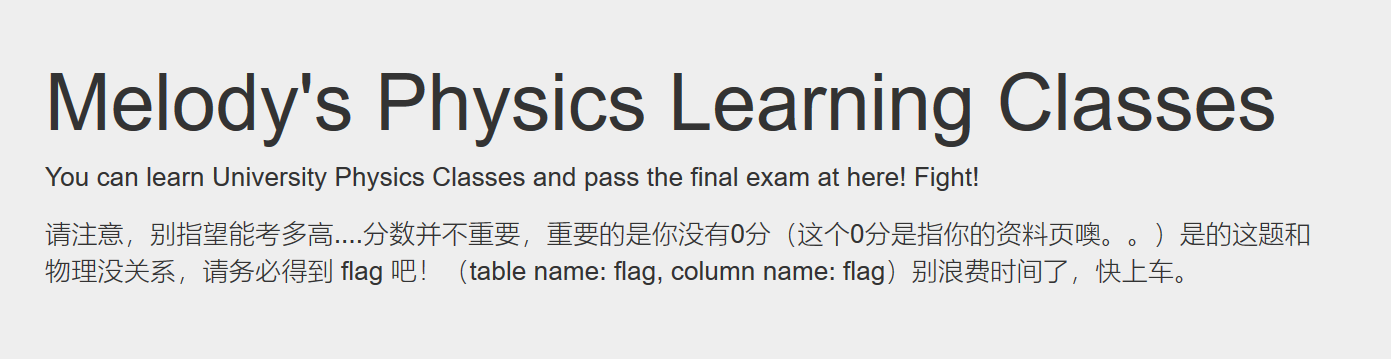 Melody's Physics Learning Classes
You can learn University Physics Classes and pass the final exam at here! Fight!
请注意，别指望能考多高....分数并不重要，重要的是你没有0分（这个0分是指你的资料页噢。。）是的这题和
物理没关系，请务必得到 flag 吧！（table name: flag, column name: flag）别浪费时间了，快上车。